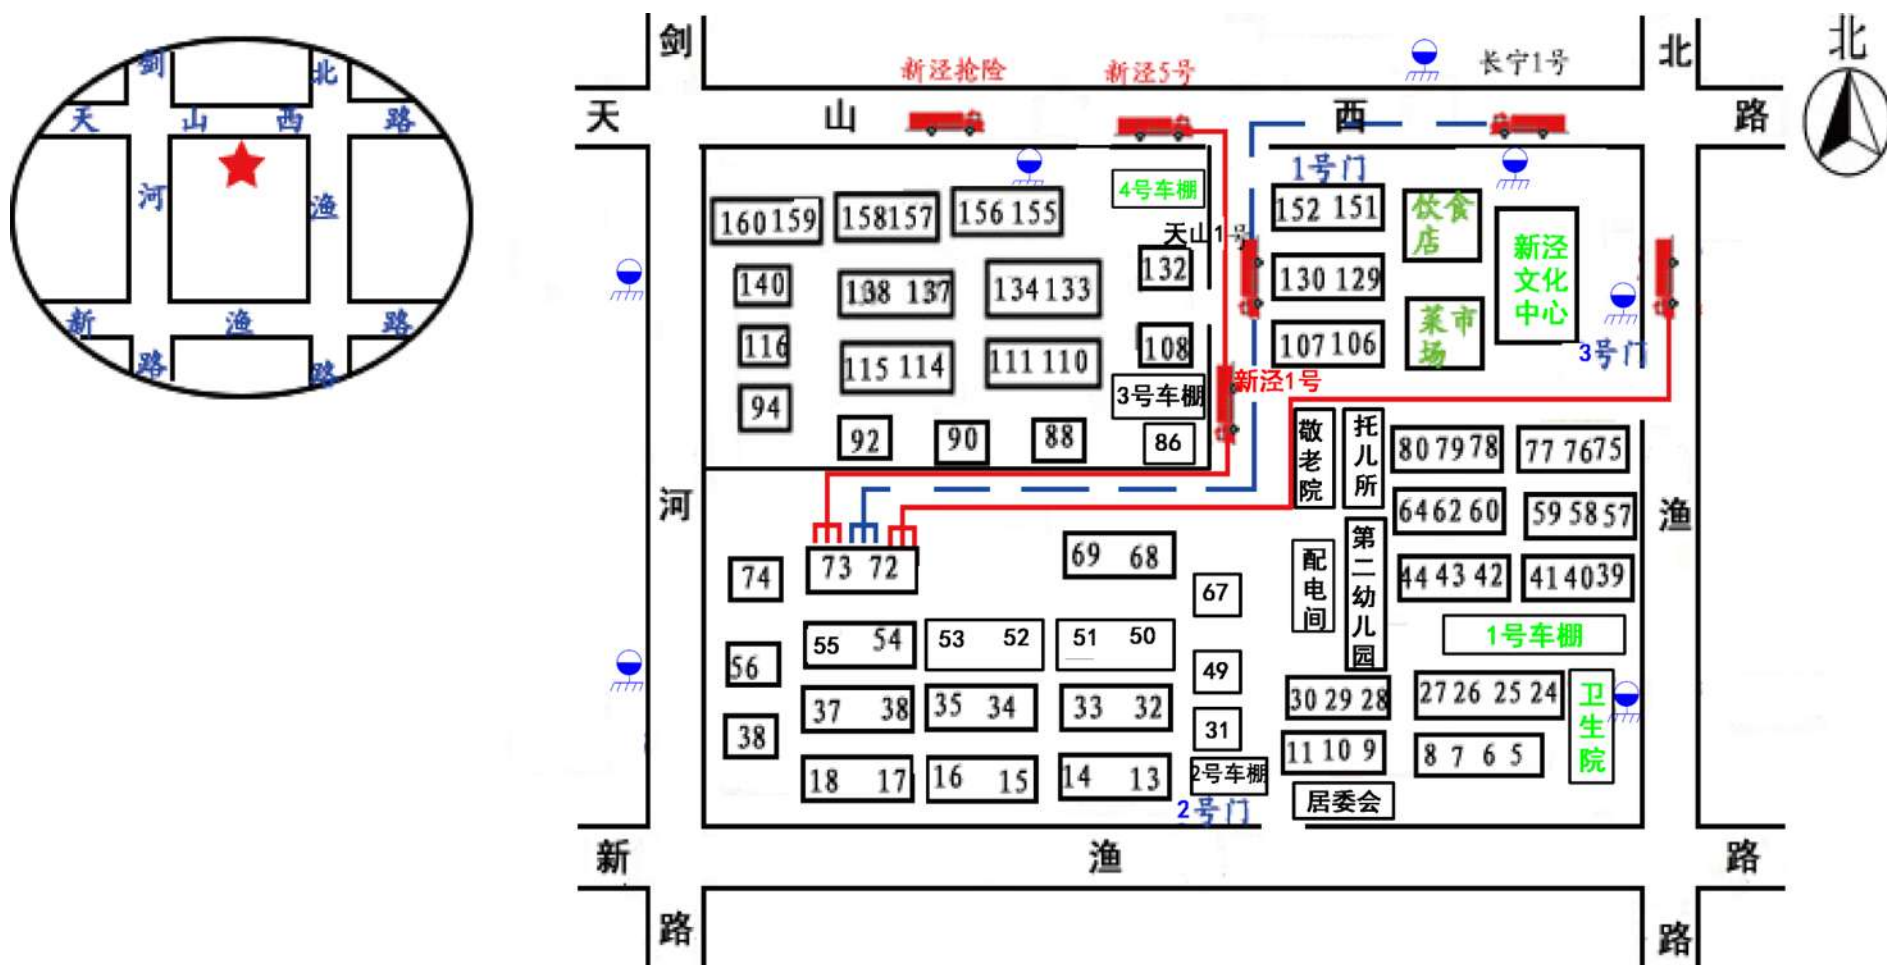 剑 北
天 山 西 路
河 渔
新 渔 路
路 路
剑 北 北
新泾抢险 新泾5号 长宁1号
天 山 西 路
1号门
4号车棚
160 159 158 157 156 155 152 151 饮食店
天山1号
132
新泾文化中心
140 138 137 134 133 130 129
116 115 114 111 110 108 107 106 菜市场
3号门
新泾1号
94 3号车棚
92 90 88 86
敬老院 托儿所
80 79 78 77 76 75
河 渔
64 62 60 59 58 57
74 73 72 69 68 67
配电间 第二幼儿园
44 43 42 41 40 39
55 54 53 52 51 50 1号车棚
56 49
37 38 35 34 33 32 31
30 29 28 27 26 25 24 卫生院
38
18 17 16 15 14 13 2号车棚
11 10 9 8 7 6 5
2号门 居委会
新 渔 路
路 路